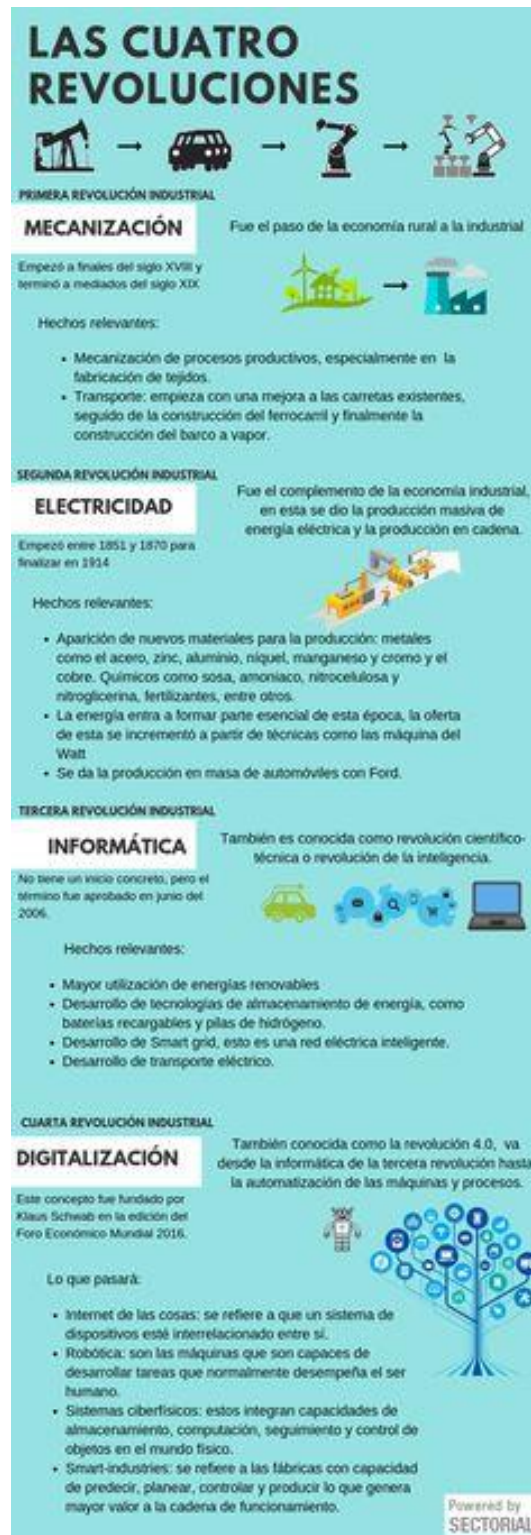 LAS CUATRO
REVOLUCIONES
PRIMERA REVOLUCIÓN INDUSTRIAL
MECANIZACIÓN
Fue el paso de la economía rural a la industrial
Empezó a finales del siglo XVIII y
terminó a mediados del siglo XIX
Hechos relevantes:
• Mecanización de procesos productivos, especialmente en la
fabricación de tejidos.
• Transporte: empieza con una mejora a las carretas existentes,
seguido de la construcción del ferrocarril y finalmente la
construcción del barco a vapor.
SEGUNDA REVOLUCIÓN INDUSTRIAL
ELECTRICIDAD
Fue el complemento de la economía industrial,
en esta se dio la producción masiva de
energía eléctrica y la producción en cadena.
Empezó entre 1851 y 1870 para
finalizar en 1914
Hechos relevantes:
• Aparición de nuevos materiales para la producción: metales
como el acero, zinc, aluminio, níquel, manganeso y cromo y el
cobre. Químicos como sosa, amoniaco, nitrocelulosa y
nitroglicerina, fertilizantes, entre otros.
• La energía entra a formar parte esencial de esta época, la oferta
de esta se incrementó a partir de técnicas como las máquina del
Watt
• Se da la producción en masa de automóviles con Ford.
TERCERA REVOLUCIÓN INDUSTRIAL
INFORMÁTICA
También es conocida como revolución científico-
técnica o revolución de la inteligencia.
No tiene un inicio concreto, pero el
término fue aprobado en junio del
2006.
Hechos relevantes:
• Mayor utilización de energías renovables
• Desarrollo de tecnologías de almacenamiento de energía, como
baterías recargables y pilas de hidrógeno.
• Desarrollo de Smart grid, esto es una red eléctrica inteligente.
• Desarrollo de transporte eléctrico.
CUARTA REVOLUCIÓN INDUSTRIAL
DIGITALIZACIÓN
También conocida como la revolución 4.0, va
desde la informática de la tercera revolución hasta
la automatización de las máquinas y procesos.
Este concepto fue fundado por
Klaus Schwab en la edición del
Foro Económico Mundial 2016.
Lo que pasará:
• Internet de las cosas: se refiere a que un sistema de
dispositivos esté interrelacionado entre sí.
• Robótica: son las máquinas que son capaces de
desarrollar tareas que normalmente desempeña el ser
humano.
• Sistemas ciberfísicos: estos integran capacidades de
almacenamiento, computación, seguimiento y control de
objetos en el mundo físico.
• Smart-industries: se refiere a las fábricas con capacidad
de predecir, planear, controlar y producir lo que genera
mayor valor a la cadena de funcionamiento.
Powered by
SECTORIAL